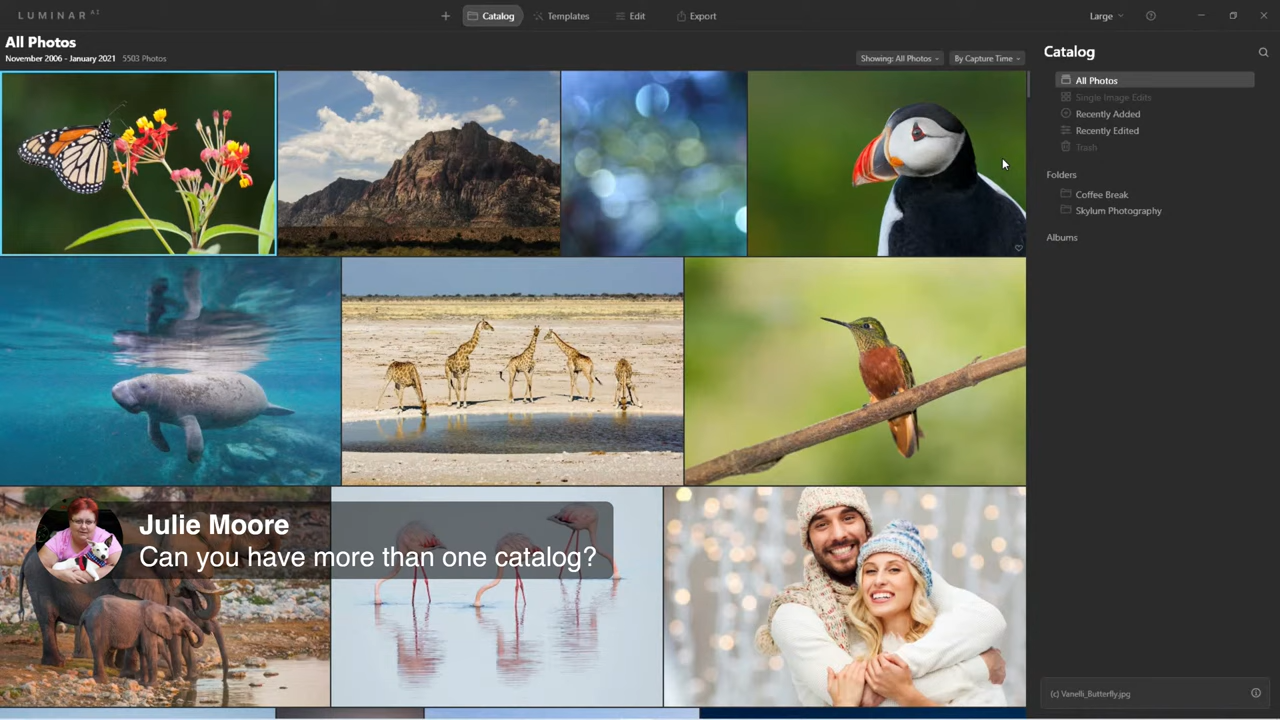 LUMINAR AI
Catalog
Templates
Edit
Export
Large
All Photos
November 2006 - January 2021 5503 Photos
Showing: All Photos
By Capture Time
Catalog
All Photos
Single Image Edits
Recently Added
Recently Edited
Trash
Folders
Coffee Break
Skylum Photography
Albums
Julie Moore
Can you have more than one catalog?
(c) Vanelli_Butterfly.jpg